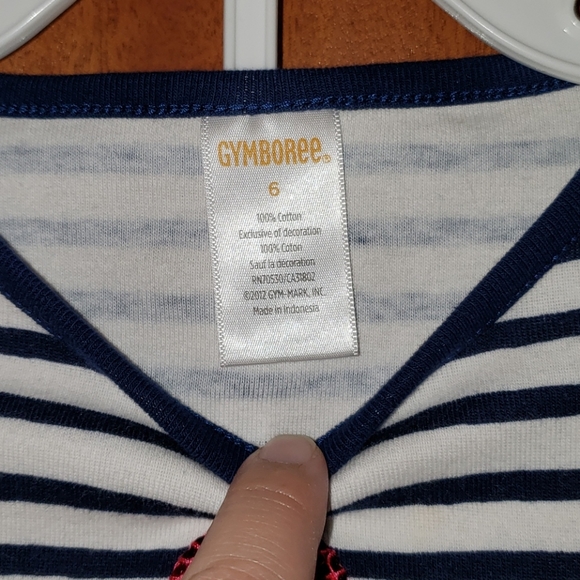 GYMBORee®
6
100% Cotton
Exclusive of decoration
100% Coton
Sauf la décoration
RN70530/CA31802
©2012 GYM-MARK, INC.
Made in Indonesia